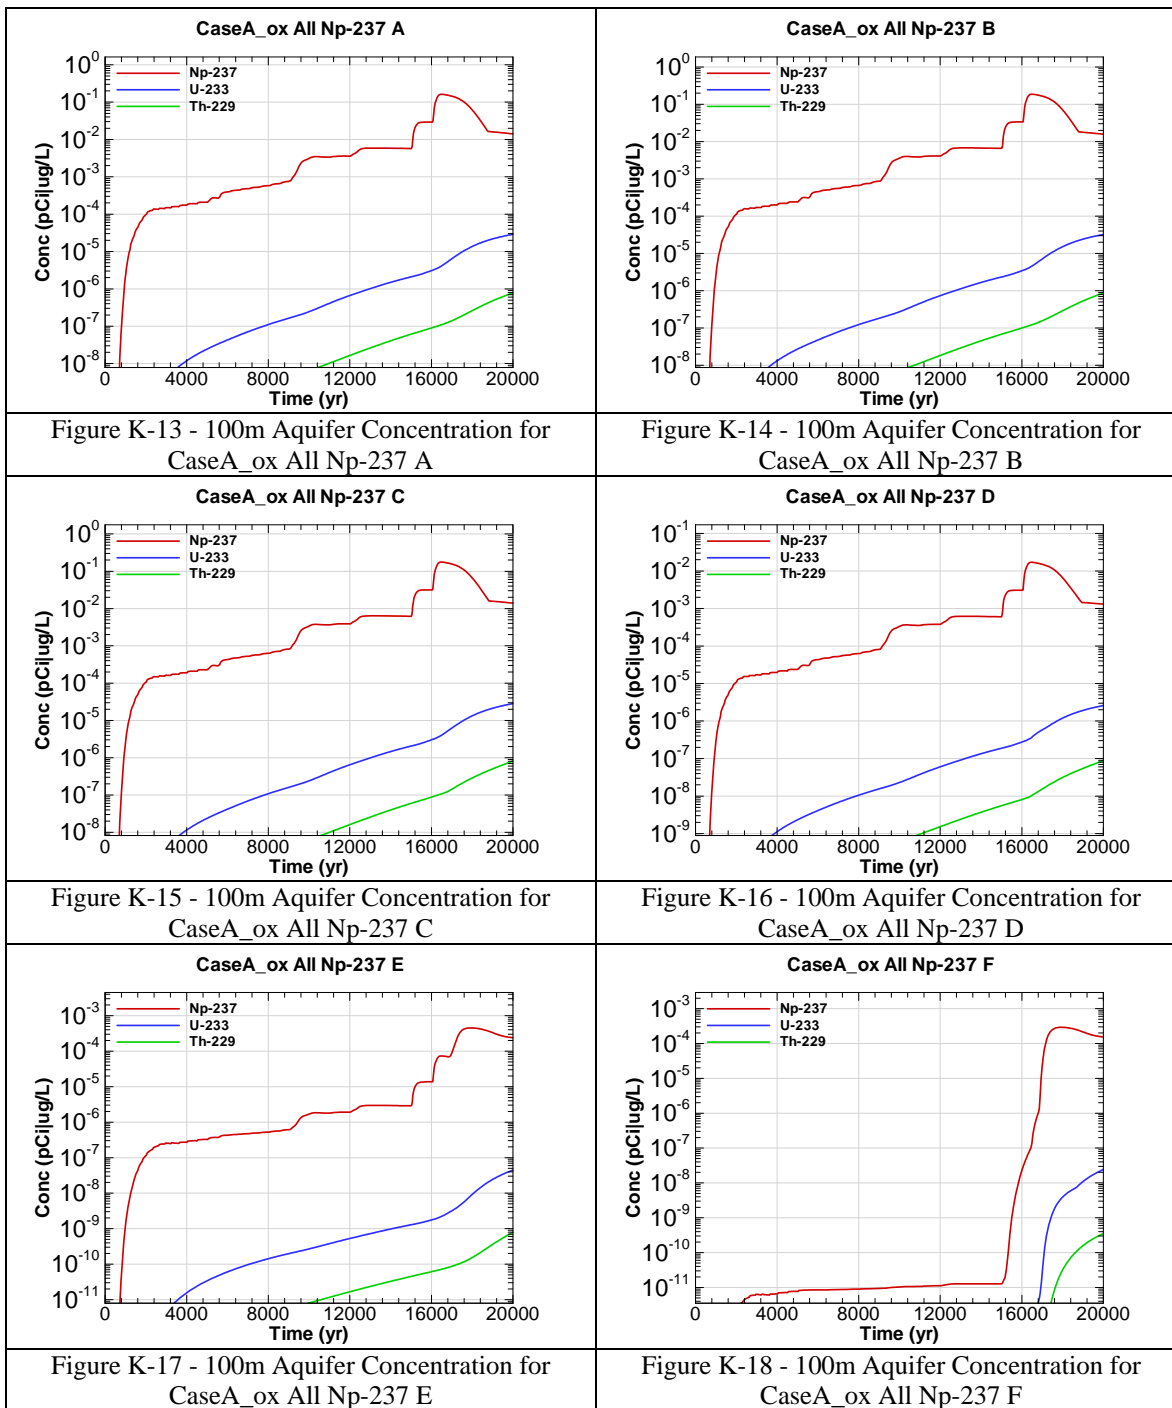 CaseA_ox All Np-237 A
Np-237
U-233
Th-229
10^0
10^-1
10^-2
10^-3
10^-4
10^-5
10^-6
10^-7
10^-8
Conc (pCi|ug/L)
0 4000 8000 12000 16000 20000
Time (yr)
Figure K-13 - 100m Aquifer Concentration for
CaseA_ox All Np-237 A
CaseA_ox All Np-237 B
Np-237
U-233
Th-229
10^0
10^-1
10^-2
10^-3
10^-4
10^-5
10^-6
10^-7
10^-8
Conc (pCi|ug/L)
0 4000 8000 12000 16000 20000
Time (yr)
Figure K-14 - 100m Aquifer Concentration for
CaseA_ox All Np-237 B
CaseA_ox All Np-237 C
Np-237
U-233
Th-229
10^0
10^-1
10^-2
10^-3
10^-4
10^-5
10^-6
10^-7
10^-8
Conc (pCi|ug/L)
0 4000 8000 12000 16000 20000
Time (yr)
Figure K-15 - 100m Aquifer Concentration for
CaseA_ox All Np-237 C
CaseA_ox All Np-237 D
Np-237
U-233
Th-229
10^-1
10^-2
10^-3
10^-4
10^-5
10^-6
10^-7
10^-8
10^-9
Conc (pCi|ug/L)
0 4000 8000 12000 16000 20000
Time (yr)
Figure K-16 - 100m Aquifer Concentration for
CaseA_ox All Np-237 D
CaseA_ox All Np-237 E
Np-237
U-233
Th-229
10^-3
10^-4
10^-5
10^-6
10^-7
10^-8
10^-9
10^-10
10^-11
Conc (pCi|ug/L)
0 4000 8000 12000 16000 20000
Time (yr)
Figure K-17 - 100m Aquifer Concentration for
CaseA_ox All Np-237 E
CaseA_ox All Np-237 F
Np-237
U-233
Th-229
10^-3
10^-4
10^-5
10^-6
10^-7
10^-8
10^-9
10^-10
10^-11
Conc (pCi|ug/L)
0 4000 8000 12000 16000 20000
Time (yr)
Figure K-18 - 100m Aquifer Concentration for
CaseA_ox All Np-237 F